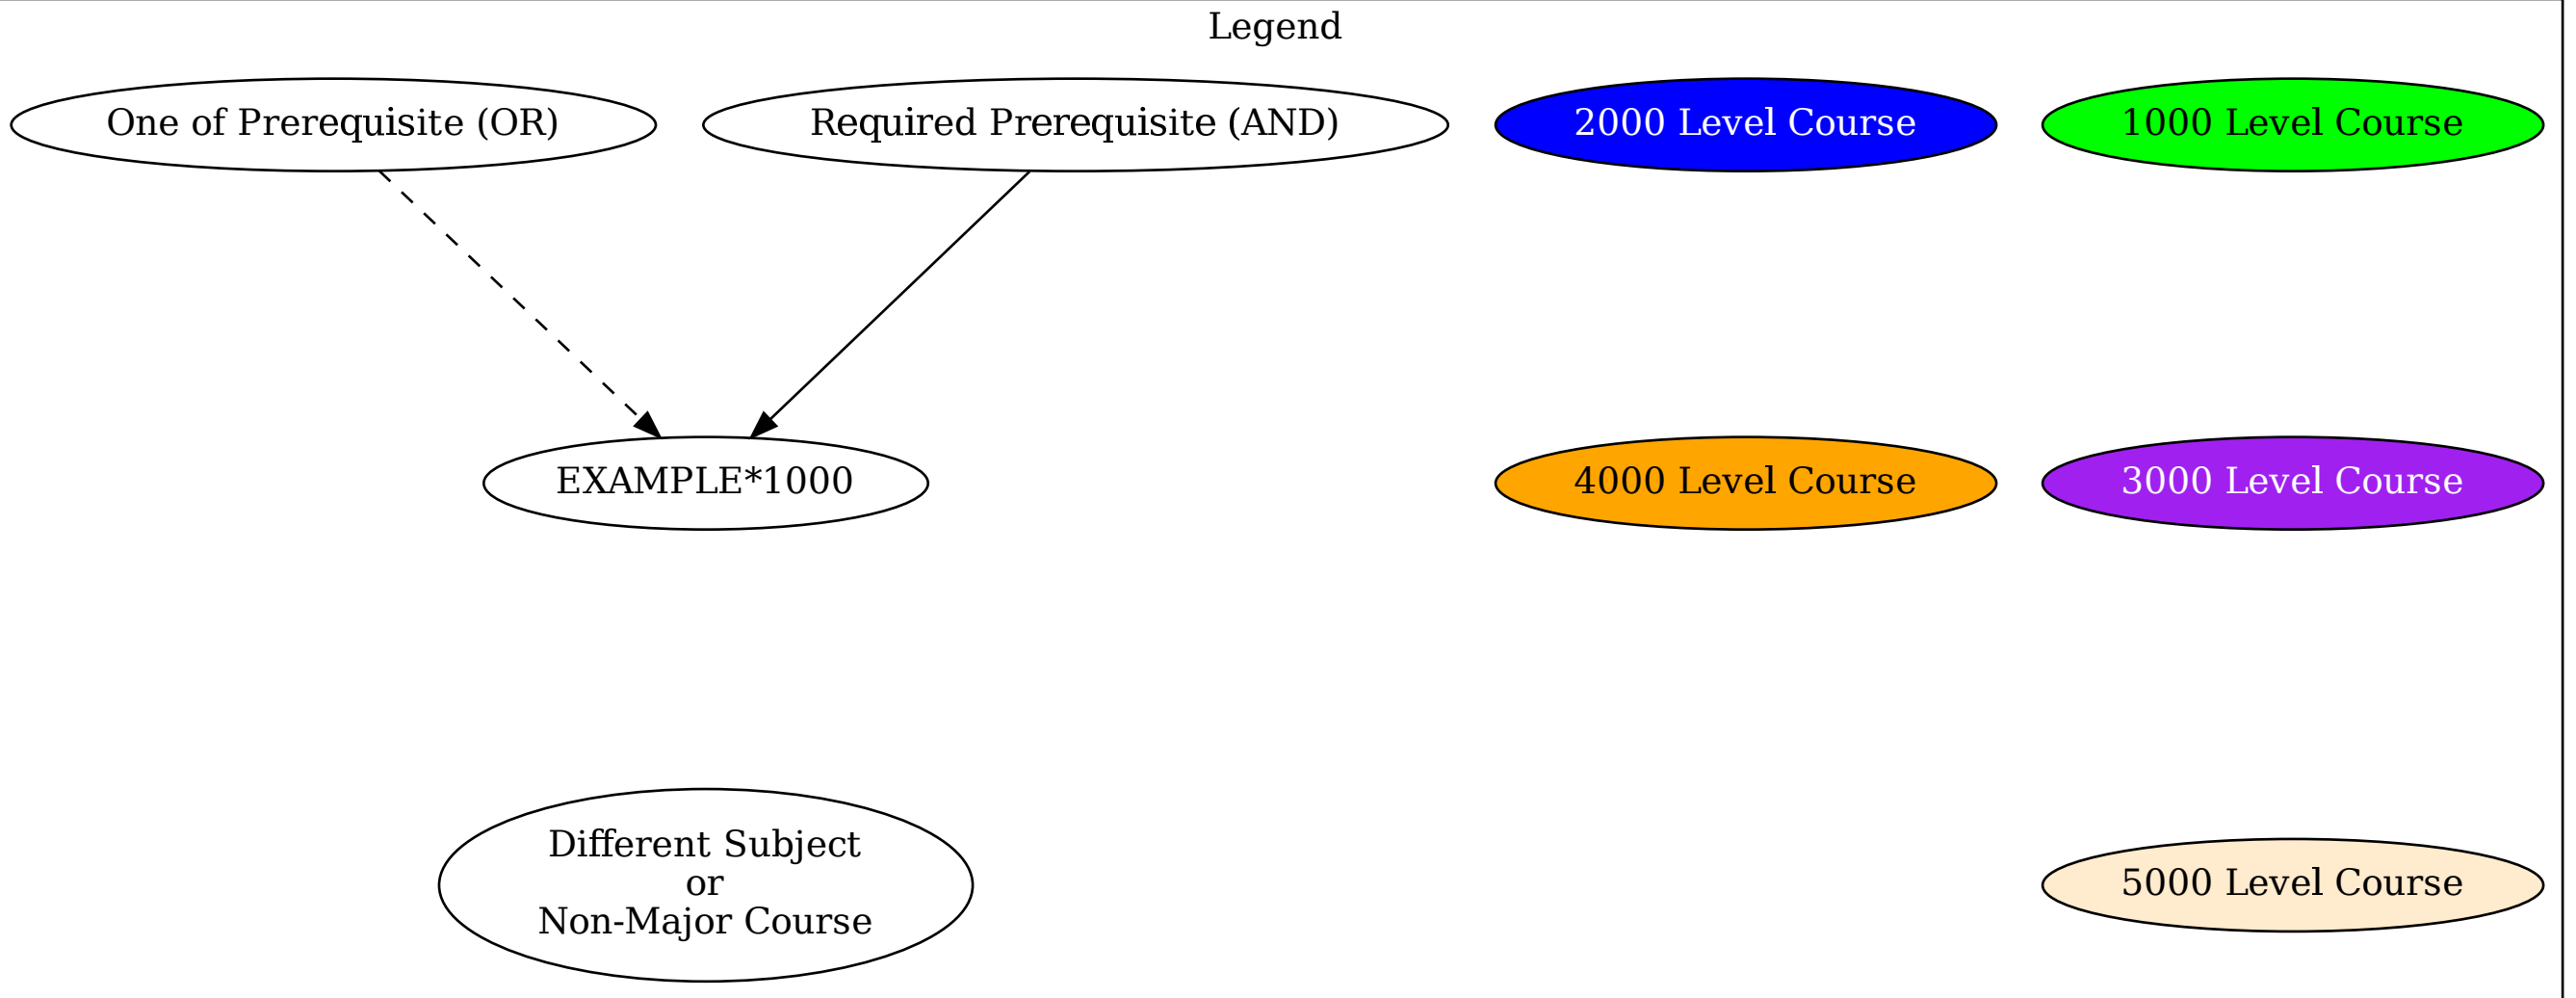 Legend
One of Prerequisite (OR)
Required Prerequisite (AND)
2000 Level Course
1000 Level Course
EXAMPLE*1000
4000 Level Course
3000 Level Course
Different Subject
or
Non-Major Course
5000 Level Course